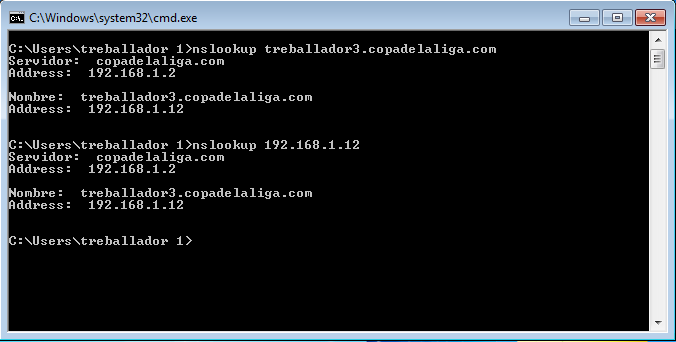 C:\Windows\system32\cmd.exe
C:\Users\treballador 1>nslookup treballador3.copadelaliga.com
Servidor:  copadelaliga.com
Address:  192.168.1.2
Nombre:  treballador3.copadelaliga.com
Address:  192.168.1.12
C:\Users\treballador 1>nslookup 192.168.1.12
Servidor:  copadelaliga.com
Address:  192.168.1.2
Nombre:  treballador3.copadelaliga.com
Address:  192.168.1.12
C:\Users\treballador 1>